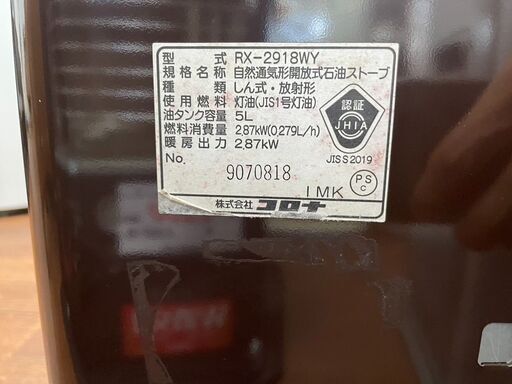 型式 RX-2918WY
規格名称 自然通気形開放式石油ストーブ
種類 しん式・放射形
使用燃料 灯油(JIS1号灯油)
油タンク容量 5L
燃料消費量 2.87kW(0.279L/h)
暖房出力 2.87kW
認証
JHIA
JIS S 2019
No. 9070818
1MK
PS
C
株式会社 コロナ